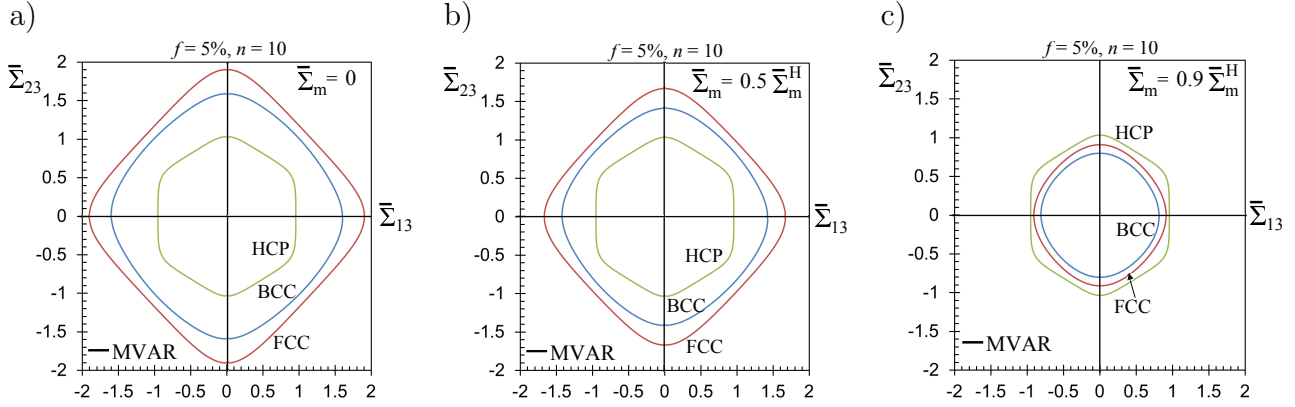 a)
f = 5%, n = 10
Σ̅₂₃
Σ̅ₘ = 0
2
1.5
1
0.5
0
-0.5
-1
-1.5
-2
HCP
BCC
FCC
MVAR
Σ̅₁₃
-2 -1.5 -1 -0.5 0 0.5 1 1.5 2
b)
f = 5%, n = 10
Σ̅₂₃
Σ̅ₘ = 0.5 Σ̅ₘᴴ
2
1.5
1
0.5
0
-0.5
-1
-1.5
-2
HCP
BCC
FCC
MVAR
Σ̅₁₃
-2 -1.5 -1 -0.5 0 0.5 1 1.5 2
c)
f = 5%, n = 10
Σ̅₂₃
Σ̅ₘ = 0.9 Σ̅ₘᴴ
2
1.5
1
0.5
0
-0.5
-1
-1.5
-2
HCP
BCC
FCC
MVAR
Σ̅₁₃
-2 -1.5 -1 -0.5 0 0.5 1 1.5 2